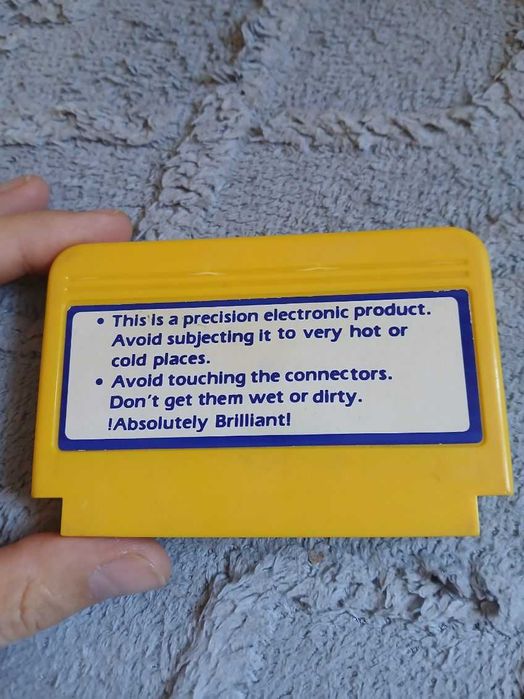 • This is a precision electronic product.
Avoid subjecting it to very hot or
cold places.
• Avoid touching the connectors.
Don't get them wet or dirty.
!Absolutely Brilliant!